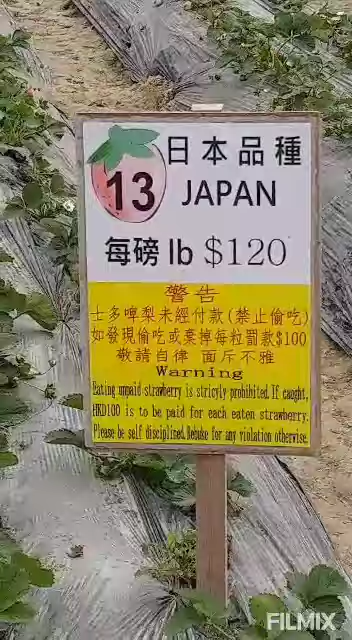 13
日本品種
JAPAN
每磅 lb $120
警告
士多啤梨未經付款(禁止偷吃)
如發現偷吃或棄掉每粒罰款$100
敬請自律 面斥不雅
Warning
Eating unpaid strawberry is stricyly prohibited. If caught,
HKD100 is to be paid for each eaten strawberry.
Please be self disciplined. Rebuke for any violation otherwise.
FILMIX